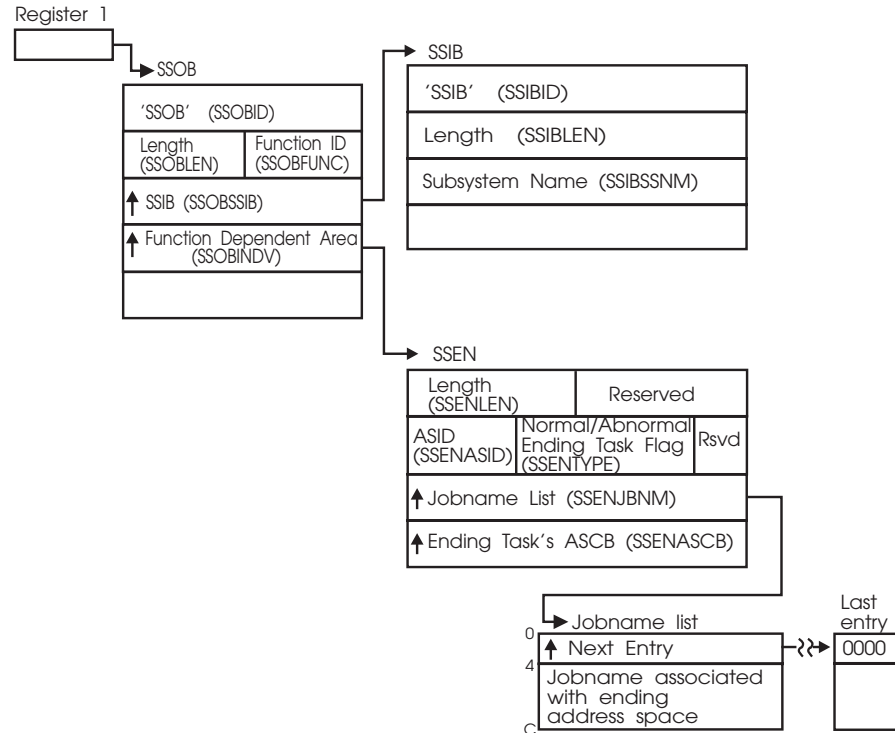 Register 1
SSOB
'SSOB' (SSOBID)
Length
(SSOBLEN)
Function ID
(SSOBFUNC)
SSIB (SSOBSSIB)
Function Dependent Area
(SSOBINDV)
SSIB
'SSIB' (SSIBID)
Length (SSIBLEN)
Subsystem Name (SSIBSSNM)
SSEN
Length
(SSENLEN)
Reserved
ASID
(SSENASID)
Normal/Abnormal
Ending Task Flag
(SSENTYPE)
Rsvd
Jobname List (SSENJBNM)
Ending Task's ASCB (SSENASCB)
Jobname list
0
Next Entry
4
Jobname associated
with ending
address space
C
Last
entry
0000